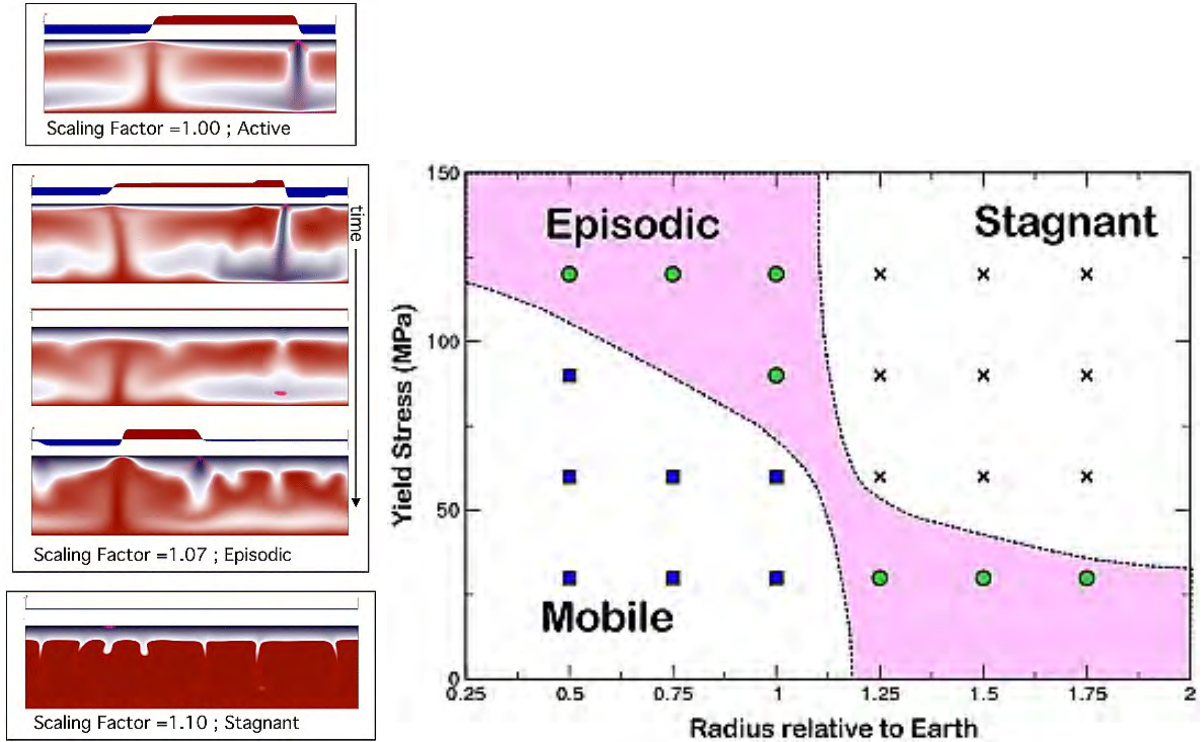 Scaling Factor =1.00 ; Active
time
Scaling Factor =1.07 ; Episodic
Scaling Factor =1.10 ; Stagnant
150
100
50
0
Yield Stress (MPa)
Episodic
Stagnant
Mobile
0.25 0.5 0.75 1 1.25 1.5 1.75 2
Radius relative to Earth